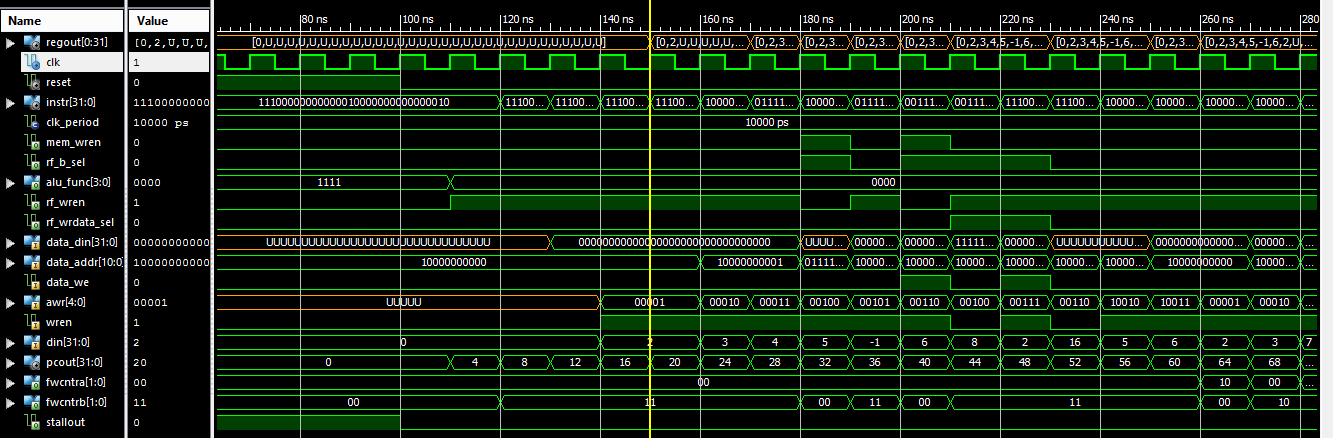 Name Value 80 ns 100 ns 120 ns 140 ns 160 ns 180 ns 200 ns 220 ns 240 ns 260 ns 280
regout[0:31] [0,2,U,U,U, [0,U,U,U,U,U,U,U,U,U,U,U,U,U,U,U,U,U,U,U,U,U,U,U,U,U,U,U,U,U,U,U] [0,2,U,U,U,U,U,... [0,2,3... [0,2,3... [0,2,3... [0,2,3... [0,2,3,4,5,-1,6,... [0,2,3,4,5,-1,6,... [0,2,3... [0,2,3,4,5,-1,6,2,U,...
clk 1
reset 0
instr[31:0] 11100000000 11100000000000010000000000000010 11100... 11100... 11100... 11100... 10000... 01111... 10000... 01111... 00111... 00111... 11100... 11100... 10000... 10000... 10000... 10000... ...
clk_period 10000 ps 10000 ps
mem_wren 0
rf_b_sel 0
alu_func[3:0] 0000 1111 0000
rf_wren 1
rf_wrdata_sel 0
data_din[31:0] 00000000000 UUUUUUUUUUUUUUUUUUUUUUUUUUUUUUUU 00000000000000000000000000000000 UUUU... 00000... 00000... 11111... 00000... UUUUUUUUUUU... 0000000000000... 00000... ...
data_addr[10:0] 10000000000 10000000000 10000000001 01111... 10000... 10000... 10000... 10000... 10000... 10000... 10000000000 10000... ...
data_we 0
awr[4:0] 00001 UUUUU 00001 00010 00011 00100 00101 00110 00100 00111 00110 10010 10011 00001 00010 ...
wren 1
din[31:0] 2 0 2 3 4 5 -1 6 8 2 16 5 6 2 3 7
pcout[31:0] 20 0 4 8 12 16 20 24 28 32 36 40 44 48 52 56 60 64 68 ...
fwcntra[1:0] 00 00 10 00 ...
fwcntrb[1:0] 11 00 11 00 11 00 11 00 10
stallout 0